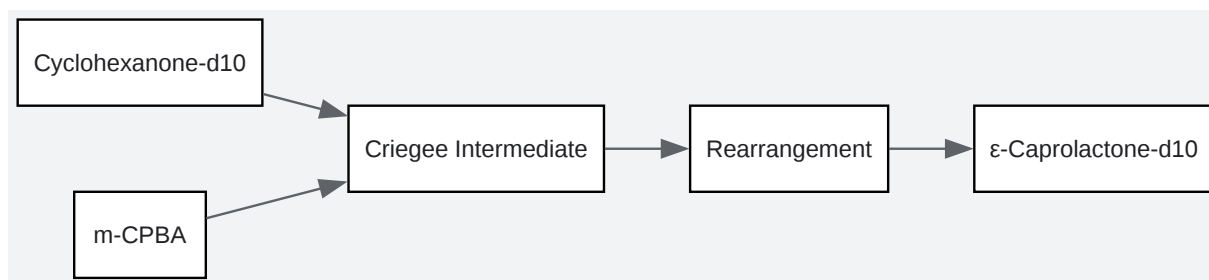 Cyclohexanone-d10
m-CPBA
Criegee Intermediate
Rearrangement
ε-Caprolactone-d10